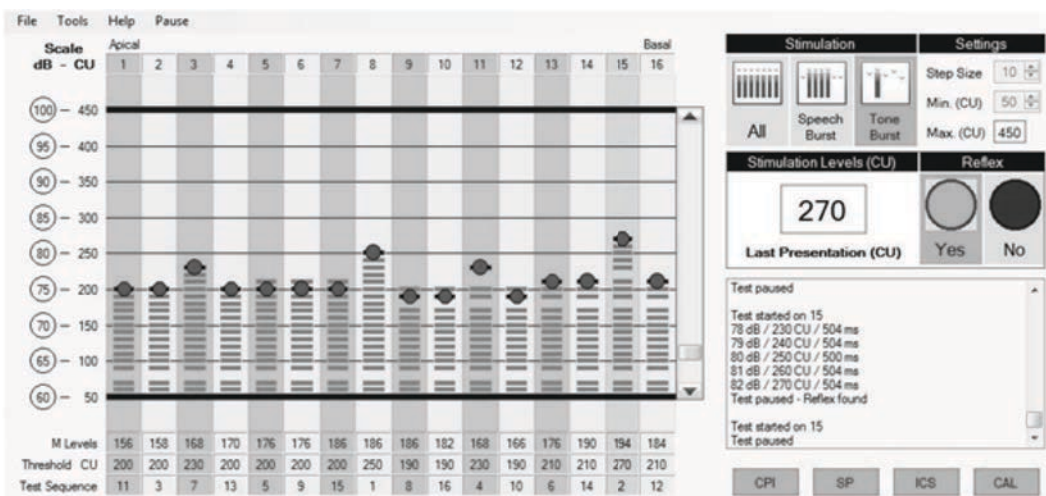 File Tools Help Pause
Scale
dB - CU
Apical Basal
1 2 3 4 5 6 7 8 9 10 11 12 13 14 15 16
100 – 450
95 – 400
90 – 350
85 – 300
80 – 250
75 – 200
70 – 150
65 – 100
60 – 50
M Levels 156 158 168 170 176 176 186 186 186 182 168 166 176 190 194 184
Threshold CU 200 200 230 200 200 200 200 250 190 190 230 190 210 210 270 210
Test Sequence 11 3 7 13 5 9 15 1 8 16 4 10 6 14 2 12
Stimulation
All
Speech
Burst
Tone
Burst
Settings
Step Size 10
Min. (CU) 50
Max. (CU) 450
Stimulation Levels (CU)
270
Last Presentation (CU)
Reflex
Yes No
Test paused
Test started on 15
78 dB / 230 CU / 504 ms
79 dB / 240 CU / 504 ms
80 dB / 250 CU / 500 ms
81 dB / 260 CU / 504 ms
82 dB / 270 CU / 504 ms
Test paused - Reflex found
Test started on 15
Test paused
CPI SP ICS CAL